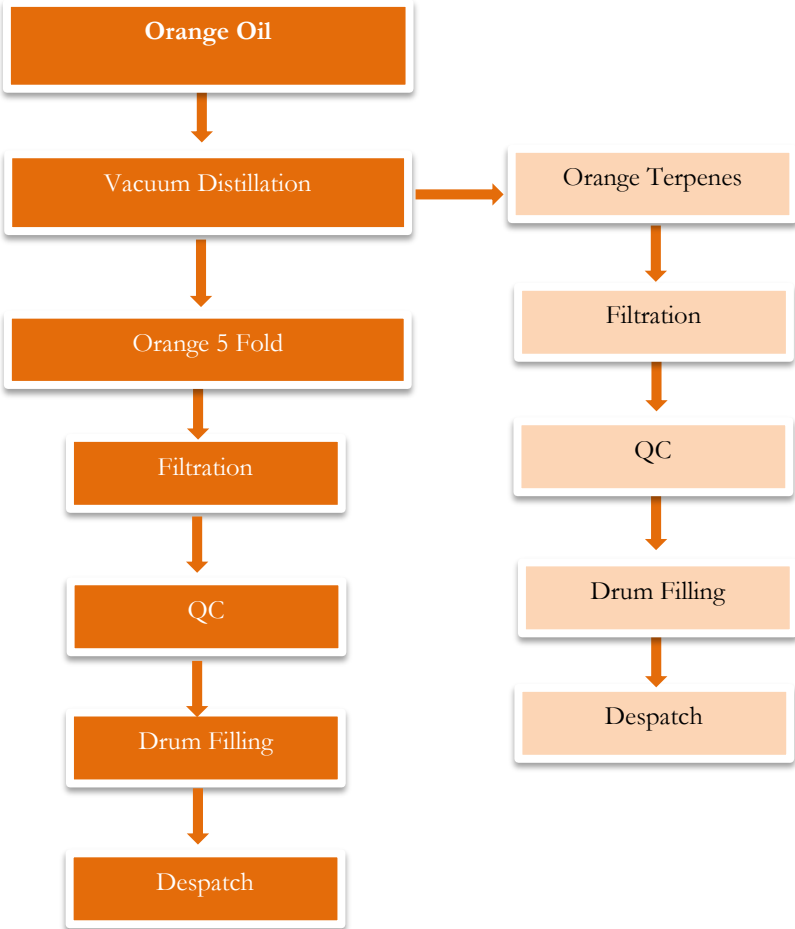 Orange Oil
Vacuum Distillation
Orange 5 Fold
Filtration
QC
Drum Filling
Despatch
Orange Terpenes
Filtration
QC
Drum Filling
Despatch